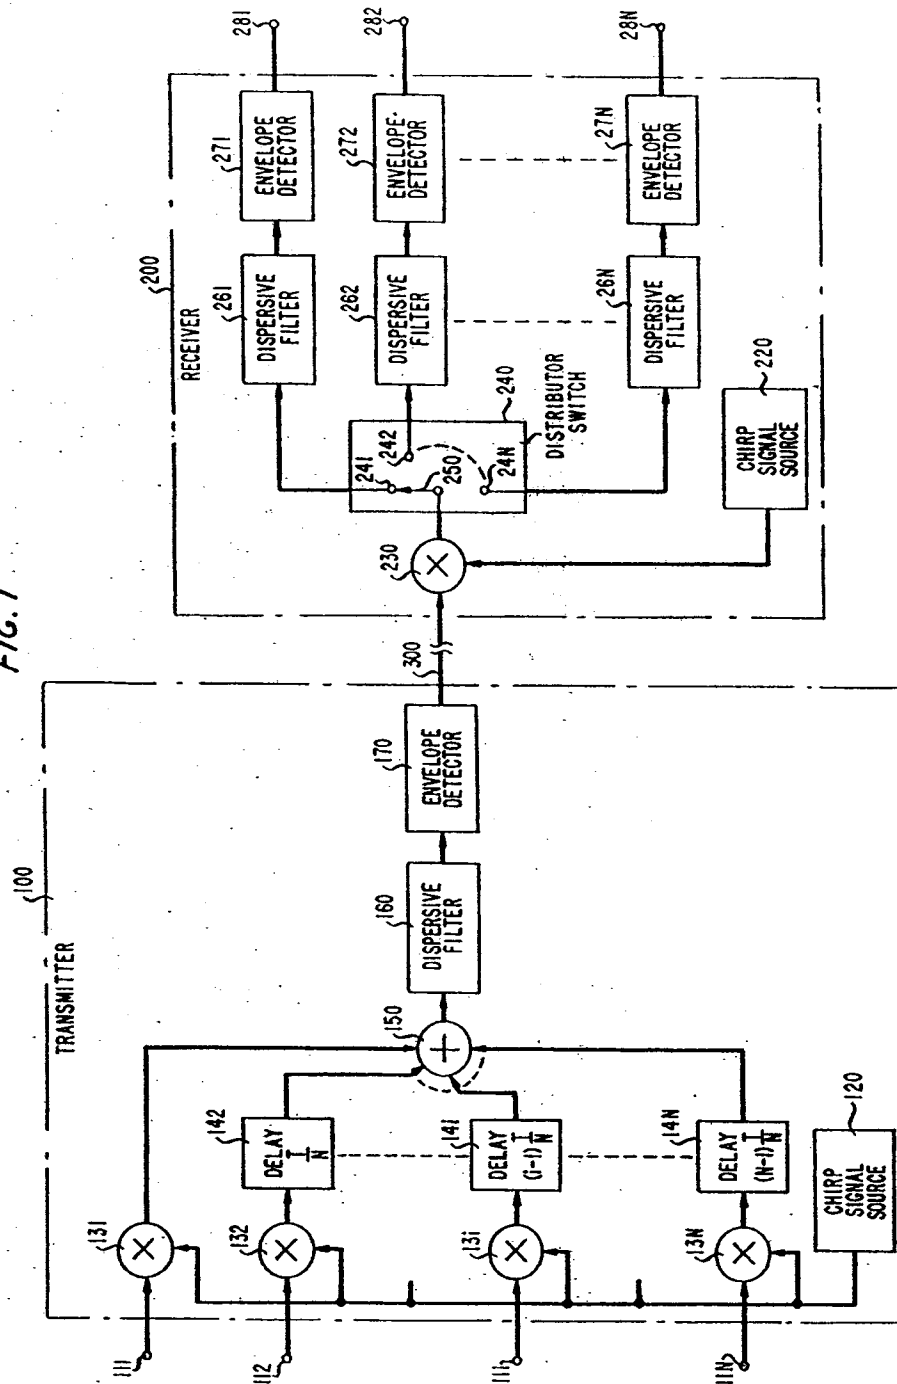 FIG. 1
100
TRANSMITTER
111
131
112
132
142
DELAY
T
N
11i
13i
14i
DELAY
(i-1) T
N
11N
13N
14N
DELAY
(N-1) T
N
120
CHIRP
SIGNAL
SOURCE
150
160
DISPERSIVE
FILTER
170
ENVELOPE
DETECTOR
300
200
RECEIVER
230
240
DISTRIBUTOR
SWITCH
241
242
250
24N
220
CHIRP
SIGNAL
SOURCE
261
DISPERSIVE
FILTER
271
ENVELOPE
DETECTOR
281
262
DISPERSIVE
FILTER
272
ENVELOPE
DETECTOR
282
26N
DISPERSIVE
FILTER
27N
ENVELOPE
DETECTOR
28N